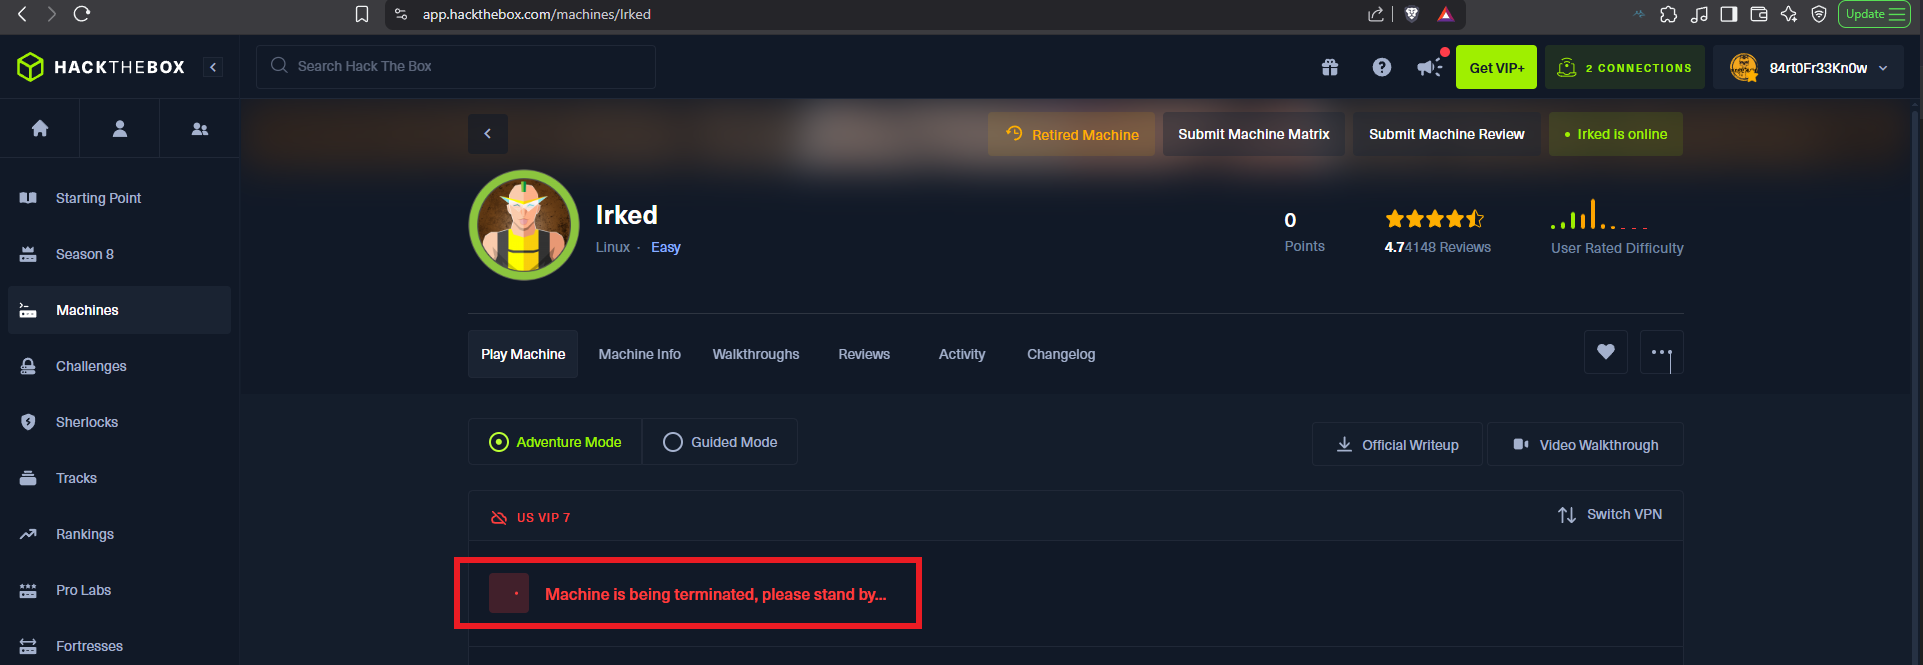 app.hackthebox.com/machines/Irked
Update
HACKTHEBOX
Search Hack The Box
Get VIP+
2 CONNECTIONS
84rt0Fr33Kn0w
Retired Machine
Submit Machine Matrix
Submit Machine Review
Irked is online
Starting Point
Season 8
Machines
Challenges
Sherlocks
Tracks
Rankings
Pro Labs
Fortresses
Irked
Linux · Easy
0
Points
4.74148 Reviews
User Rated Difficulty
Play Machine
Machine Info
Walkthroughs
Reviews
Activity
Changelog
Adventure Mode
Guided Mode
Official Writeup
Video Walkthrough
US VIP 7
Switch VPN
Machine is being terminated, please stand by...